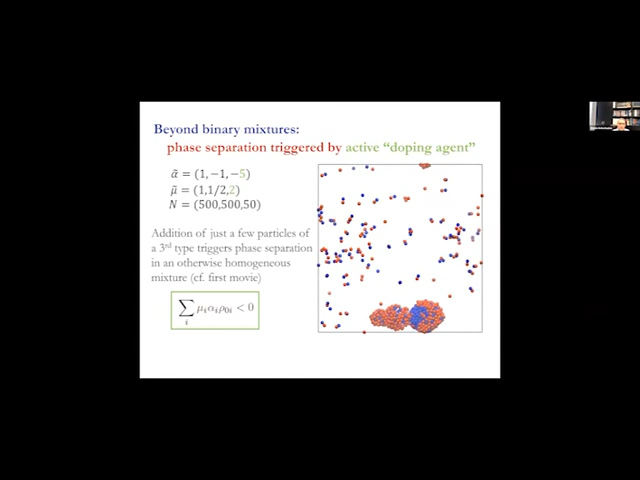 Beyond binary mixtures:
phase separation triggered by active “doping agent”
α̃ = (1,−1,−5)
μ̃ = (1,1/2,2)
N = (500,500,50)
Addition of just a few particles of
a 3rd type triggers phase separation
in an otherwise homogeneous
mixture (cf. first movie)
∑ᵢ μᵢαᵢρ₀ᵢ < 0